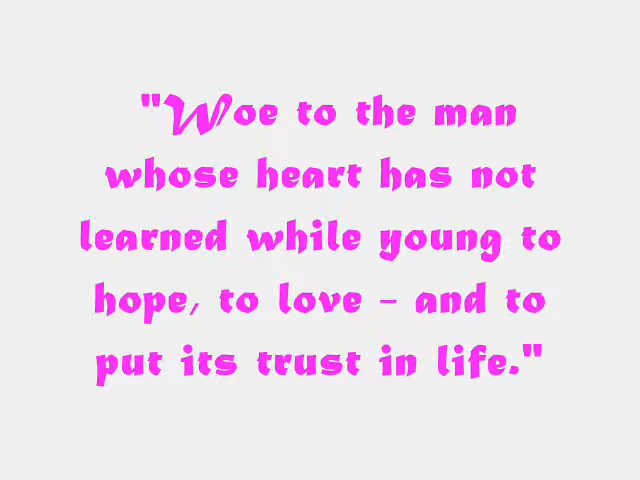 "Woe to the man
whose heart has not
learned while young to
hope, to love - and to
put its trust in life."